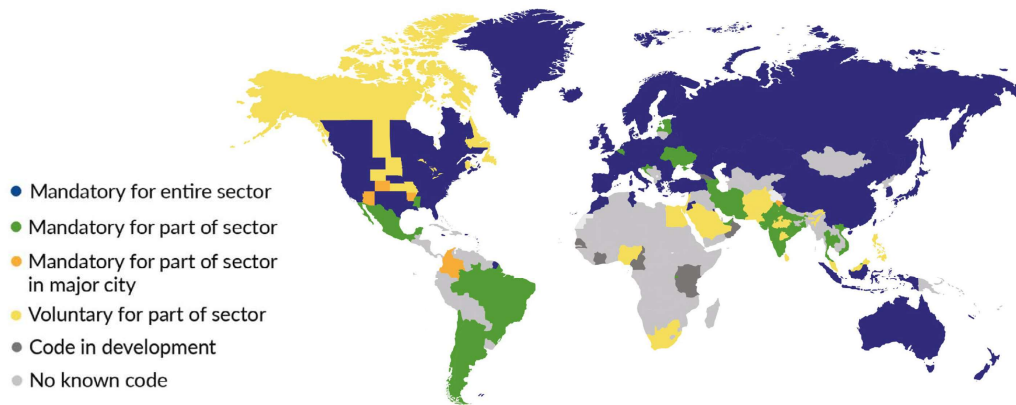 Mandatory for entire sector
Mandatory for part of sector
Mandatory for part of sector
in major city
Voluntary for part of sector
Code in development
No known code